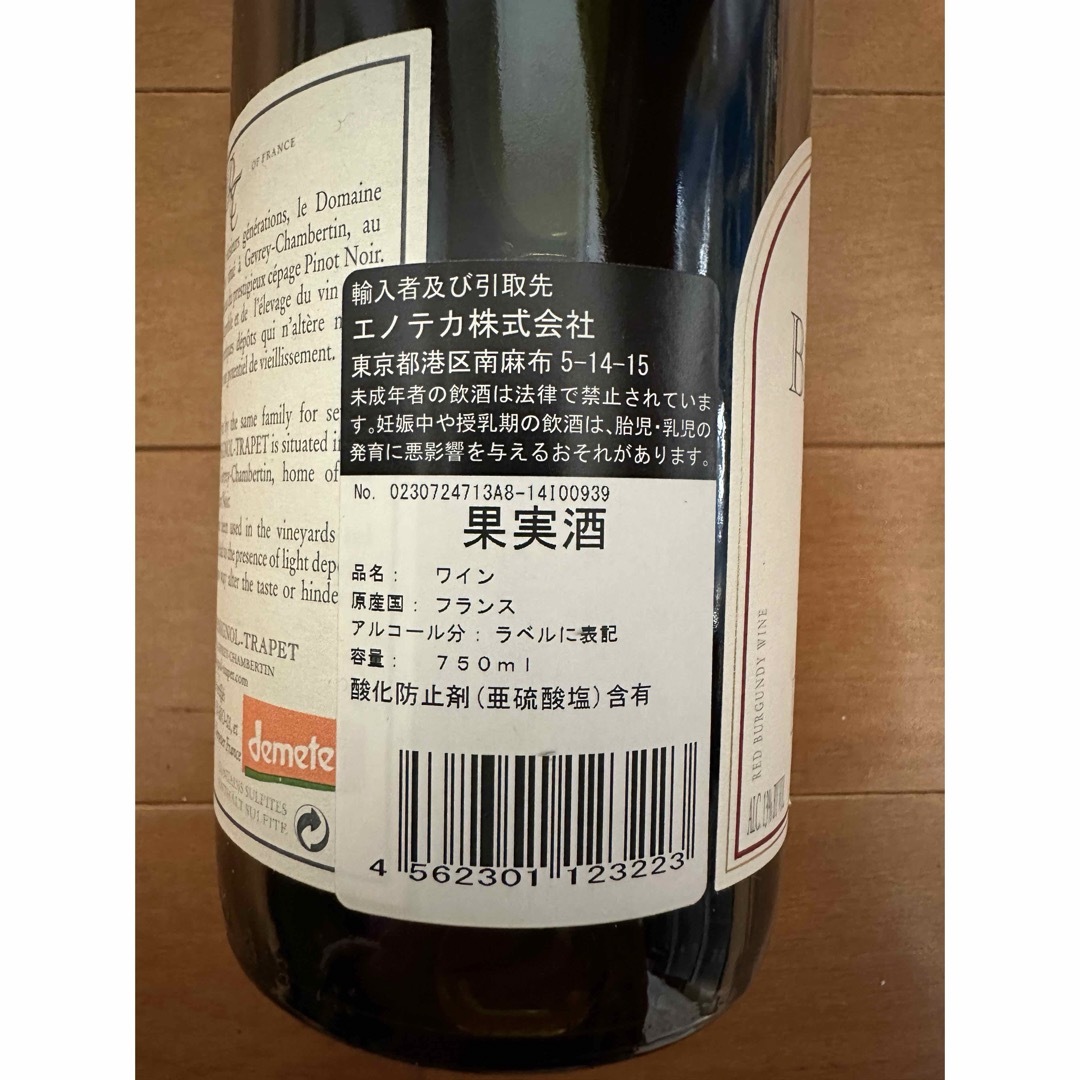 OF FRANCE
générations, le Domaine
à Gevrey-Chambertin, au
prestigieux cépage Pinot Noir.
et de l'élevage du vin
dépôts qui n'altère
potentiel de vieillissement.
by the same family for
-TRAPET is situated
-Chambertin, home of
Noir.
used in the vineyards
the presence of light
after the taste or
-TRAPET
-CHAMBERTIN
demete
SULFITES
SULFITE
輸入者及び引取先
エノテカ株式会社
東京都港区南麻布 5-14-15
未成年者の飲酒は法律で禁止されていま
す。妊娠中や授乳期の飲酒は、胎児・乳児の
発育に悪影響を与えるおそれがあります。
No. 0230724713A8-14I00939
果実酒
品名： ワイン
原産国： フランス
アルコール分： ラベルに表記
容量： 750ml
酸化防止剤(亜硫酸塩)含有
4 562301 123223
B
RED BURGUNDY WINE
ALC. 13% BY VOL.